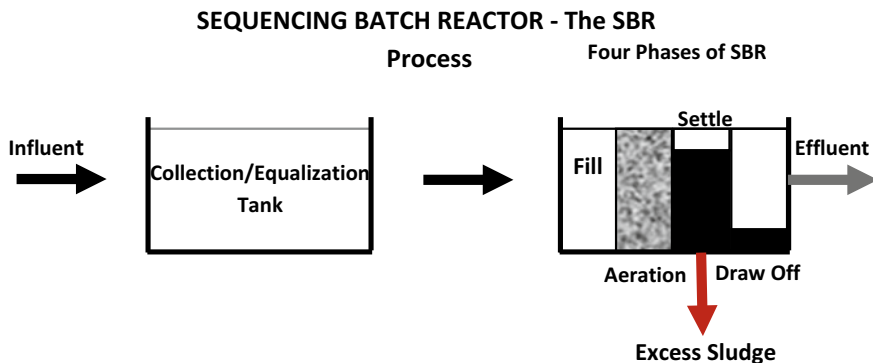 SEQUENCING BATCH REACTOR - The SBR
Process
Four Phases of SBR
Influent
Collection/Equalization
Tank
Settle
Fill
Effluent
Aeration
Draw Off
Excess Sludge